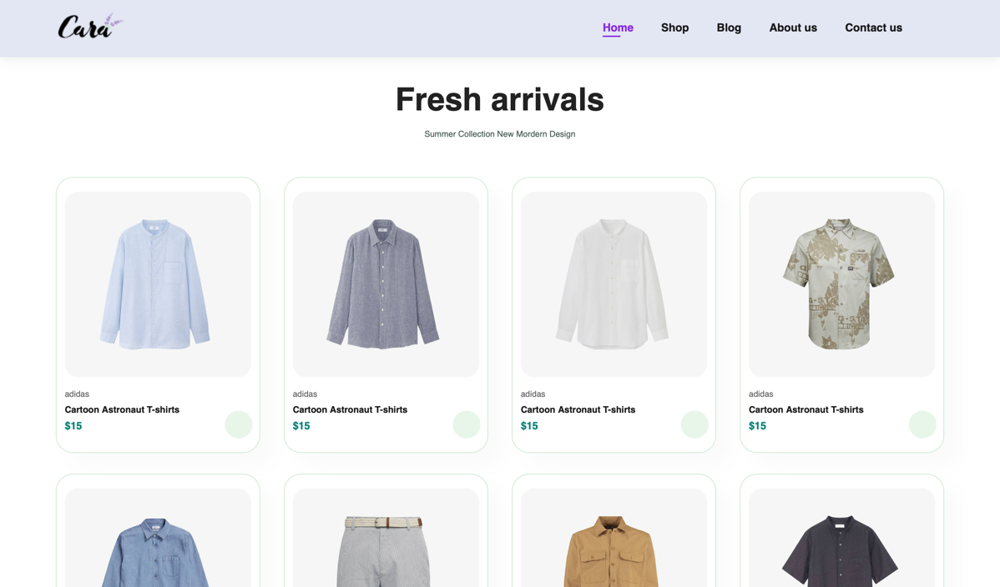 Cara
Home Shop Blog About us Contact us
Fresh arrivals
Summer Collection New Mordern Design
adidas
Cartoon Astronaut T-shirts
$15
adidas
Cartoon Astronaut T-shirts
$15
adidas
Cartoon Astronaut T-shirts
$15
adidas
Cartoon Astronaut T-shirts
$15